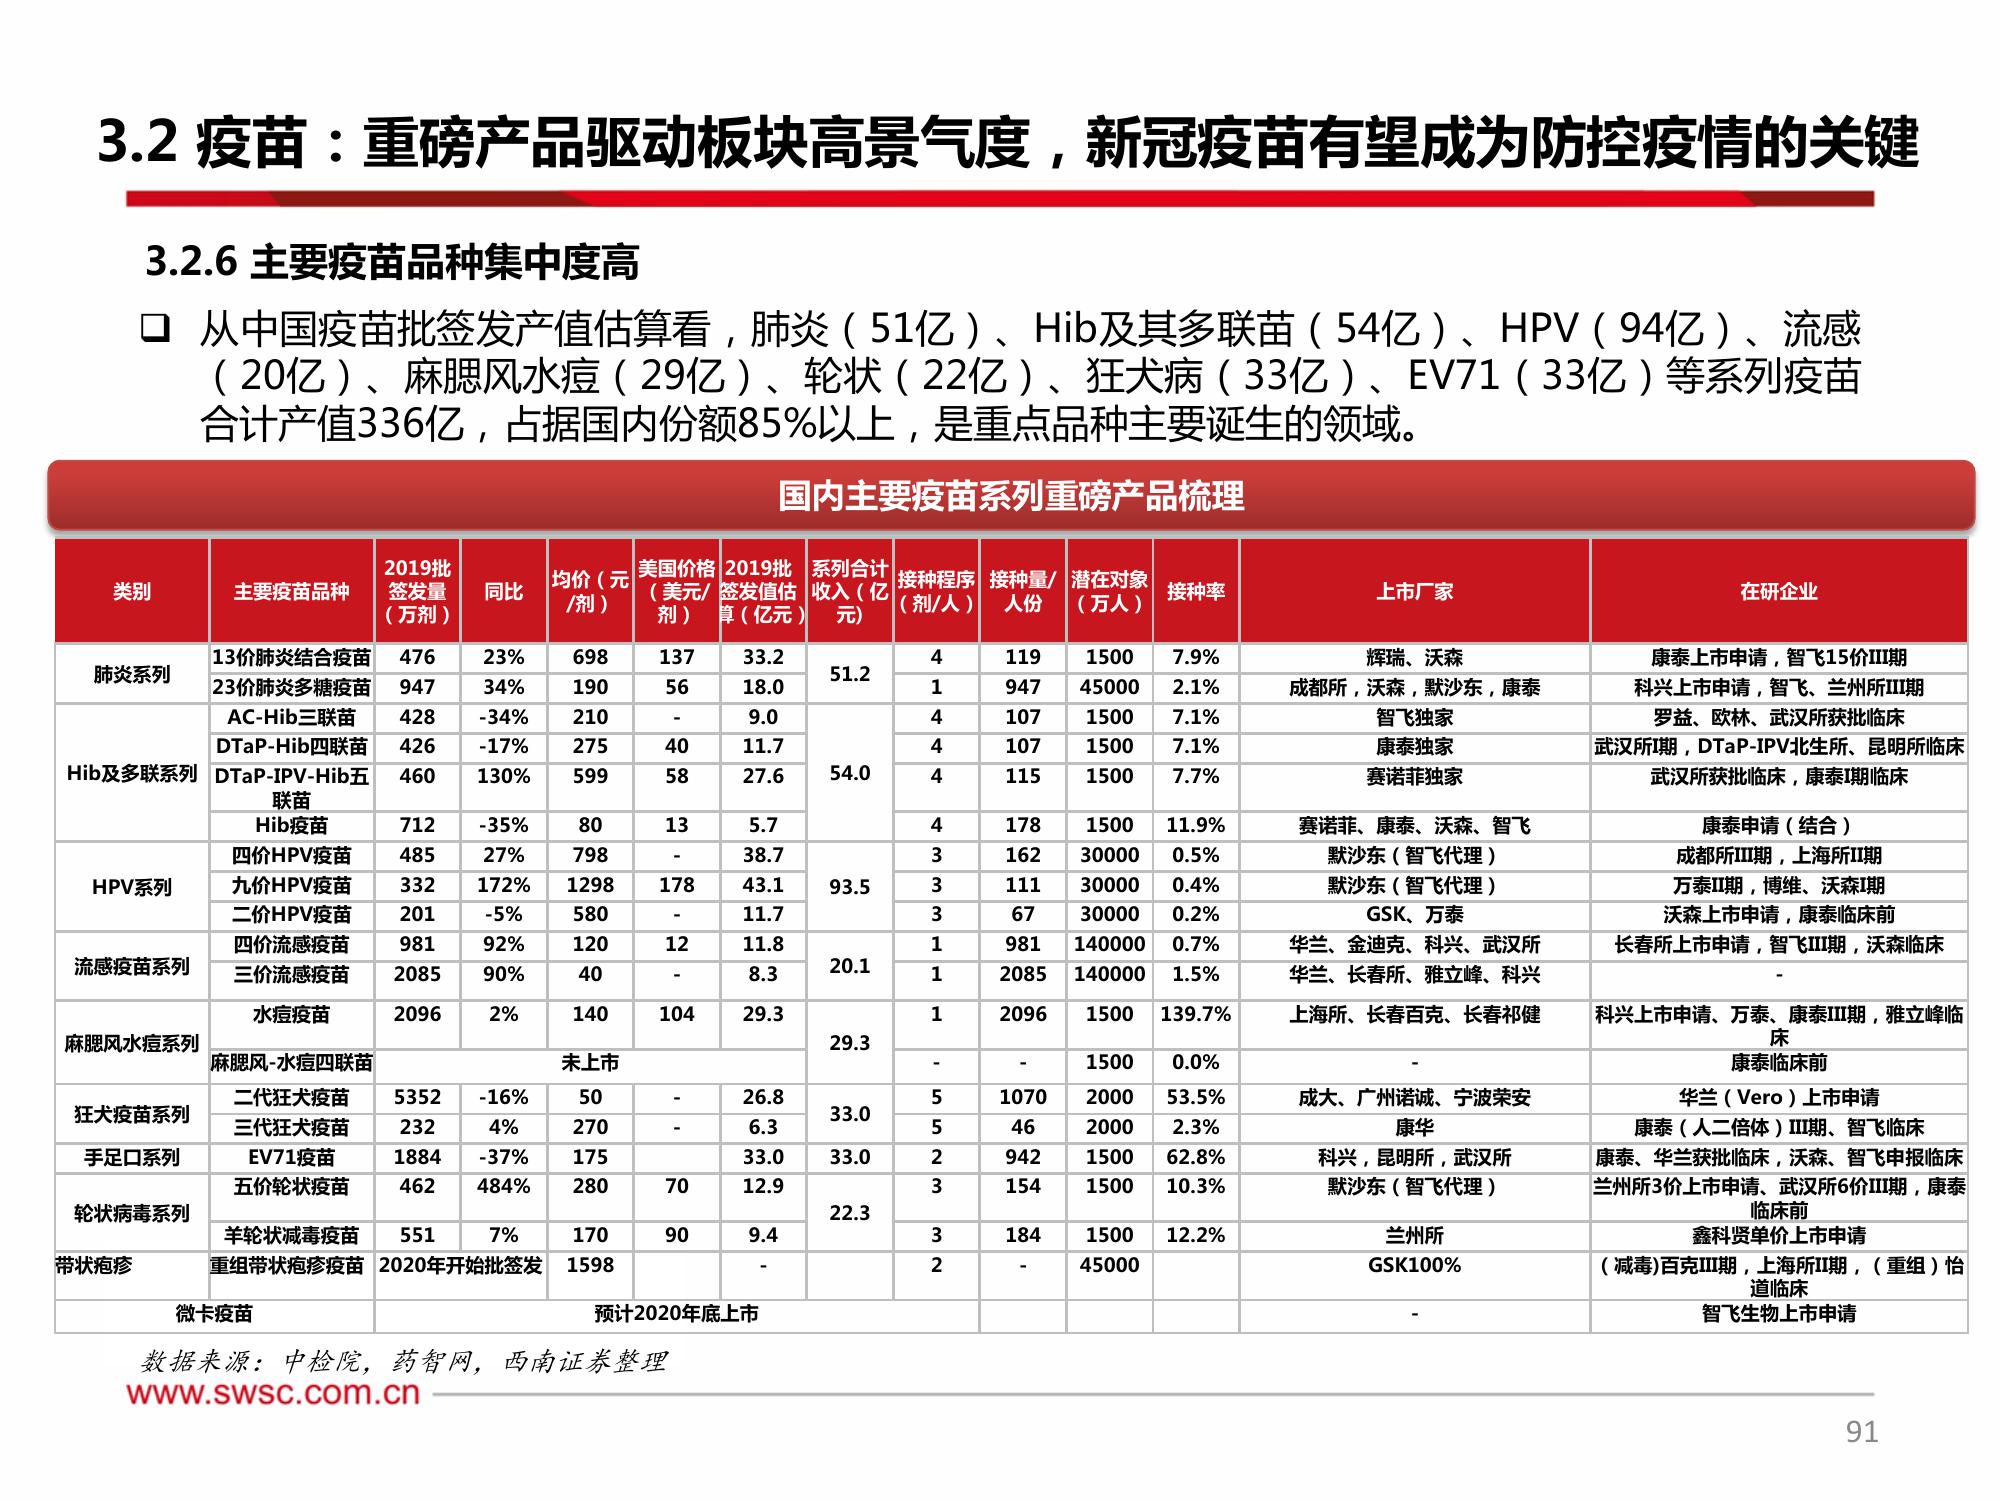 3.2 疫苗：重磅产品驱动板块高景气度，新冠疫苗有望成为防控疫情的关键
3.2.6 主要疫苗品种集中度高
❑ 从中国疫苗批签发产值估算看，肺炎（51亿）、Hib及其多联苗（54亿）、HPV（94亿）、流感
（20亿）、麻腮风水痘（29亿）、轮状（22亿）、狂犬病（33亿）、EV71（33亿）等系列疫苗
合计产值336亿，占据国内份额85%以上，是重点品种主要诞生的领域。
国内主要疫苗系列重磅产品梳理
类别 主要疫苗品种 2019批签发量（万剂） 同比 均价（元/剂） 美国价格（美元/剂） 2019批签发值估算（亿元） 系列合计收入（亿元) 接种程序（剂/人） 接种量/人份 潜在对象（万人） 接种率 上市厂家 在研企业
肺炎系列 13价肺炎结合疫苗 476 23% 698 137 33.2 51.2 4 119 1500 7.9% 辉瑞、沃森 康泰上市申请，智飞15价III期
23价肺炎多糖疫苗 947 34% 190 56 18.0 1 947 45000 2.1% 成都所，沃森，默沙东，康泰 科兴上市申请，智飞、兰州所III期
Hib及多联系列 AC-Hib三联苗 428 -34% 210 - 9.0 54.0 4 107 1500 7.1% 智飞独家 罗益、欧林、武汉所获批临床
DTaP-Hib四联苗 426 -17% 275 40 11.7 4 107 1500 7.1% 康泰独家 武汉所I期，DTaP-IPV北生所、昆明所临床
DTaP-IPV-Hib五联苗 460 130% 599 58 27.6 4 115 1500 7.7% 赛诺菲独家 武汉所获批临床，康泰I期临床
Hib疫苗 712 -35% 80 13 5.7 4 178 1500 11.9% 赛诺菲、康泰、沃森、智飞 康泰申请（结合）
HPV系列 四价HPV疫苗 485 27% 798 - 38.7 93.5 3 162 30000 0.5% 默沙东（智飞代理） 成都所III期，上海所II期
九价HPV疫苗 332 172% 1298 178 43.1 3 111 30000 0.4% 默沙东（智飞代理） 万泰II期，博维、沃森I期
二价HPV疫苗 201 -5% 580 - 11.7 3 67 30000 0.2% GSK、万泰 沃森上市申请，康泰临床前
流感疫苗系列 四价流感疫苗 981 92% 120 12 11.8 20.1 1 981 140000 0.7% 华兰、金迪克、科兴、武汉所 长春所上市申请，智飞III期，沃森临床
三价流感疫苗 2085 90% 40 - 8.3 1 2085 140000 1.5% 华兰、长春所、雅立峰、科兴 -
麻腮风水痘系列 水痘疫苗 2096 2% 140 104 29.3 29.3 1 2096 1500 139.7% 上海所、长春百克、长春祁健 科兴上市申请、万泰、康泰III期，雅立峰临床
麻腮风-水痘四联苗 未上市 - - 1500 0.0% - 康泰临床前
狂犬疫苗系列 二代狂犬疫苗 5352 -16% 50 - 26.8 33.0 5 1070 2000 53.5% 成大、广州诺诚、宁波荣安 华兰（Vero）上市申请
三代狂犬疫苗 232 4% 270 - 6.3 5 46 2000 2.3% 康华 康泰（人二倍体）III期、智飞临床
手足口系列 EV71疫苗 1884 -37% 175 33.0 33.0 2 942 1500 62.8% 科兴，昆明所，武汉所 康泰、华兰获批临床，沃森、智飞申报临床
轮状病毒系列 五价轮状疫苗 462 484% 280 70 12.9 22.3 3 154 1500 10.3% 默沙东（智飞代理） 兰州所3价上市申请、武汉所6价III期，康泰临床前
羊轮状减毒疫苗 551 7% 170 90 9.4 3 184 1500 12.2% 兰州所 鑫科贤单价上市申请
带状疱疹 重组带状疱疹疫苗 2020年开始批签发 1598 - 2 - 45000 GSK100% （减毒)百克III期，上海所II期，（重组）怡道临床
微卡疫苗 预计2020年底上市 - 智飞生物上市申请
数据来源：中检院，药智网，西南证券整理
www.swsc.com.cn
91